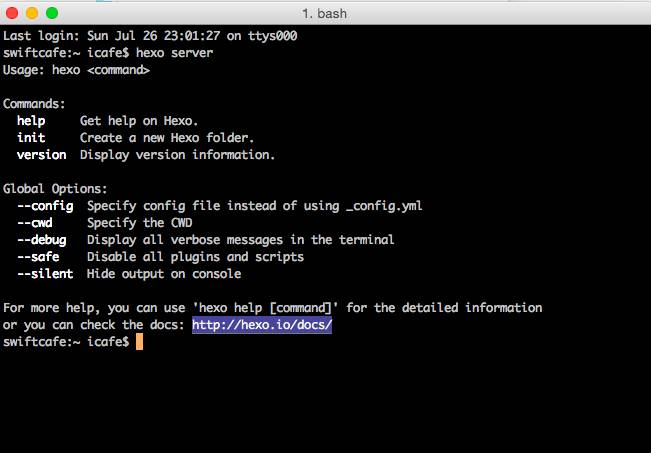 1. bash
Last login: Sun Jul 26 23:01:27 on ttys000
swiftcafe:~ icafe$ hexo server
Usage: hexo <command>
Commands:
help Get help on Hexo.
init Create a new Hexo folder.
version Display version information.
Global Options:
--config Specify config file instead of using _config.yml
--cwd Specify the CWD
--debug Display all verbose messages in the terminal
--safe Disable all plugins and scripts
--silent Hide output on console
For more help, you can use 'hexo help [command]' for the detailed information
or you can check the docs: http://hexo.io/docs/
swiftcafe:~ icafe$